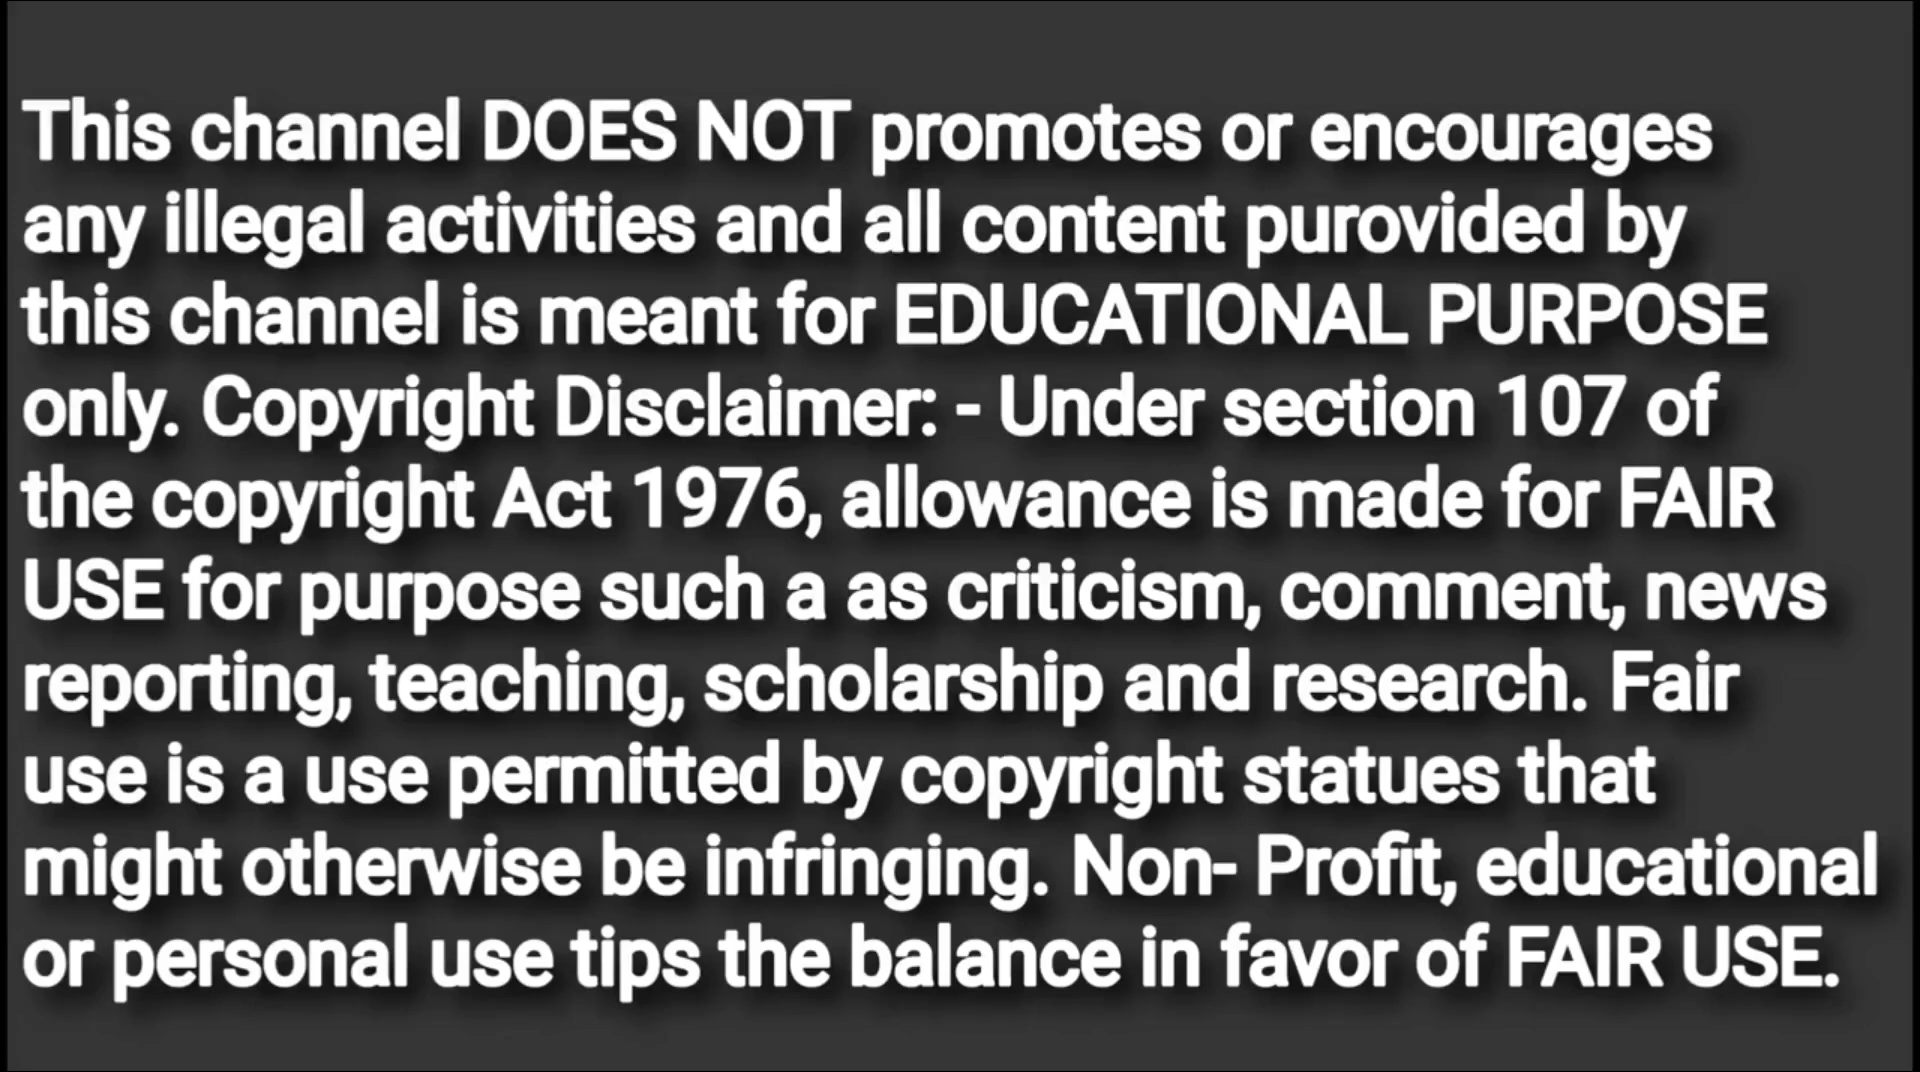 This channel DOES NOT promotes or encourages
any illegal activities and all content purovided by
this channel is meant for EDUCATIONAL PURPOSE
only. Copyright Disclaimer: - Under section 107 of
the copyright Act 1976, allowance is made for FAIR
USE for purpose such a as criticism, comment, news
reporting, teaching, scholarship and research. Fair
use is a use permitted by copyright statues that
might otherwise be infringing. Non- Profit, educational
or personal use tips the balance in favor of FAIR USE.